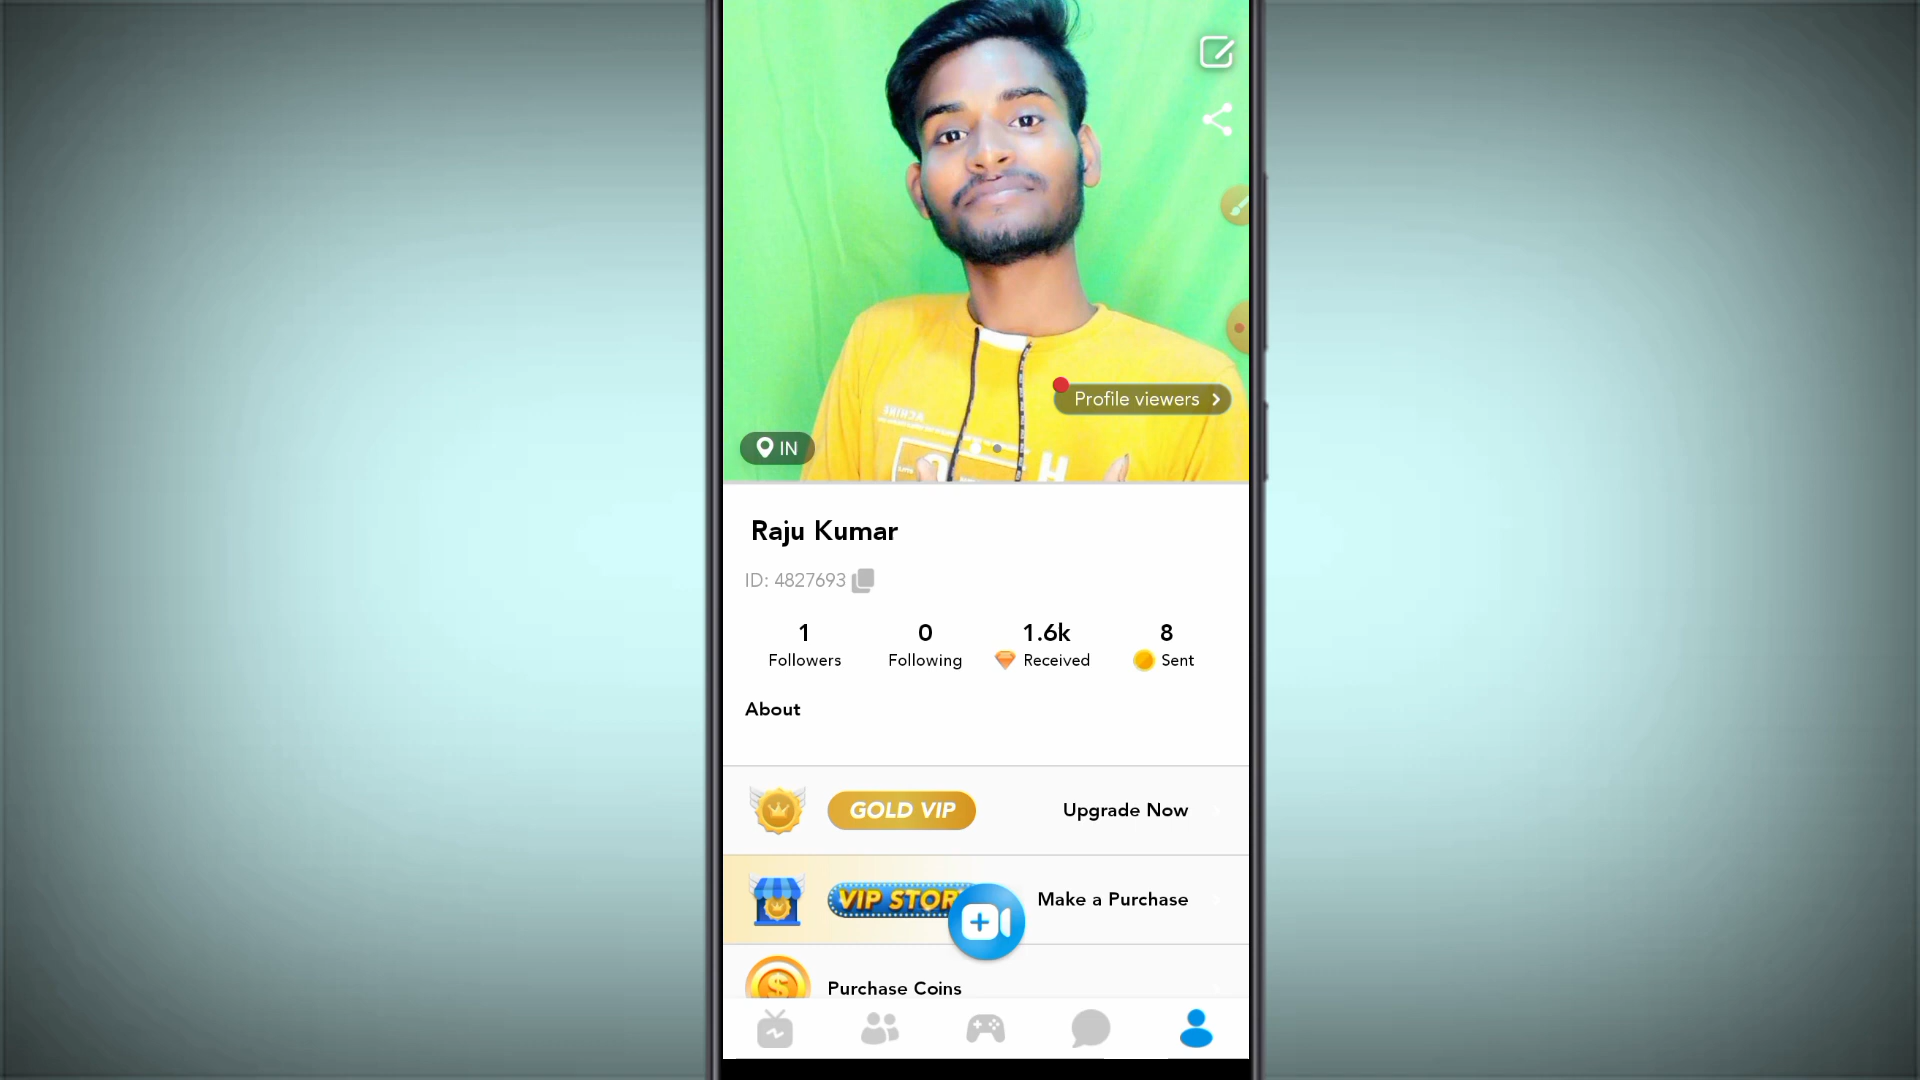 Profile viewers
IN
Raju Kumar
ID: 4827693
1 0 1.6k 8
Followers Following Received Sent
About
GOLD VIP Upgrade Now
VIP Make a Purchase
Purchase Coins